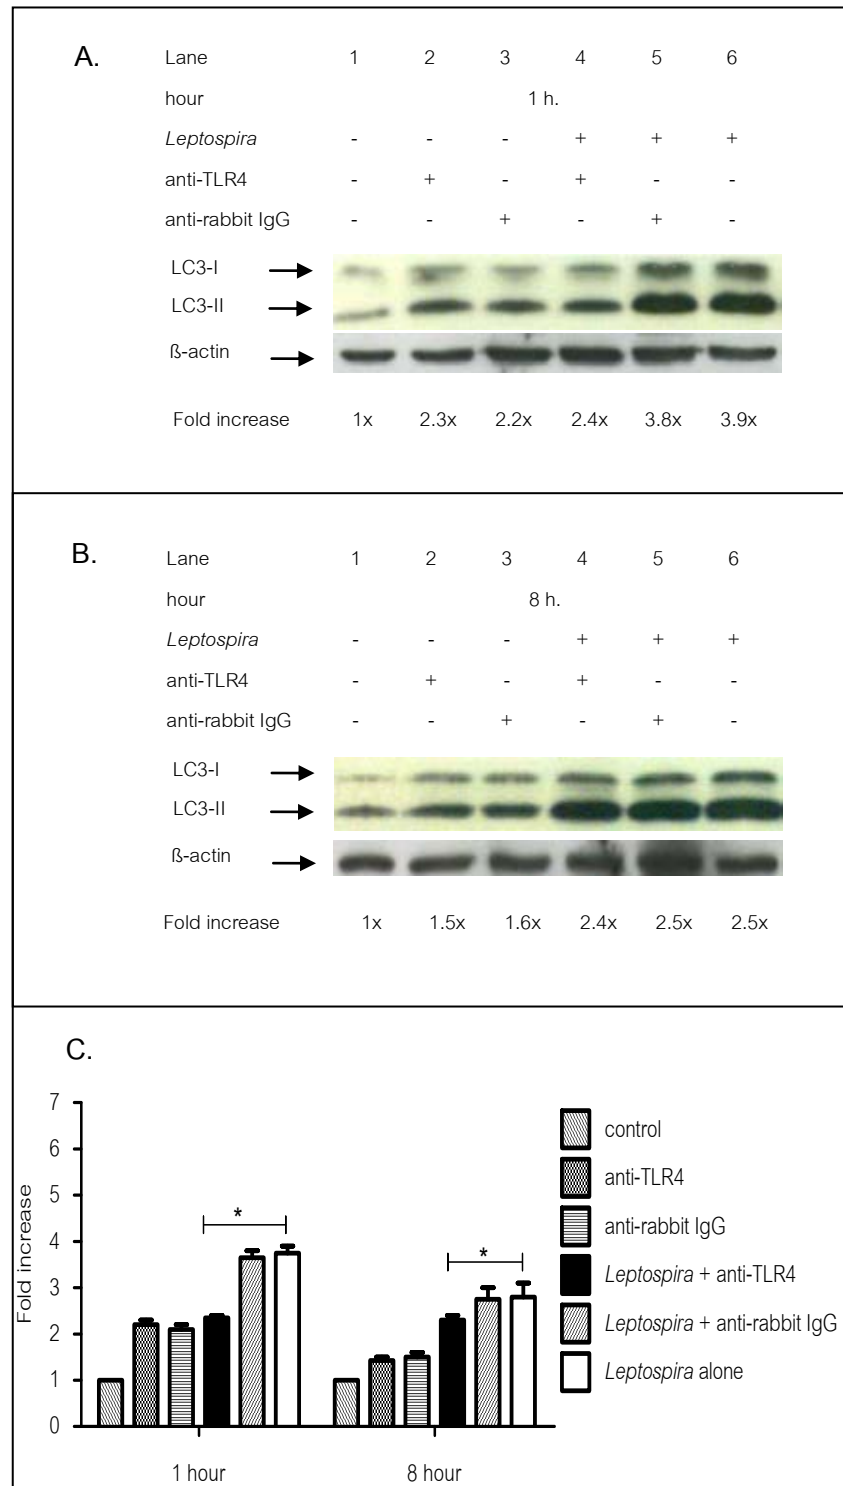 A.
Lane 1 2 3 4 5 6
hour 1 h.
Leptospira - - - + + +
anti-TLR4 - + - + - -
anti-rabbit IgG - - + - + -
LC3-I
LC3-II
ß-actin
Fold increase 1x 2.3x 2.2x 2.4x 3.8x 3.9x
B.
Lane 1 2 3 4 5 6
hour 8 h.
Leptospira - - - + + +
anti-TLR4 - + - + - -
anti-rabbit IgG - - + - + -
LC3-I
LC3-II
ß-actin
Fold increase 1x 1.5x 1.6x 2.4x 2.5x 2.5x
C.
Fold increase
7
6
5
4
3
2
1
0
*
*
1 hour 8 hour
control
anti-TLR4
anti-rabbit IgG
Leptospira + anti-TLR4
Leptospira + anti-rabbit IgG
Leptospira alone